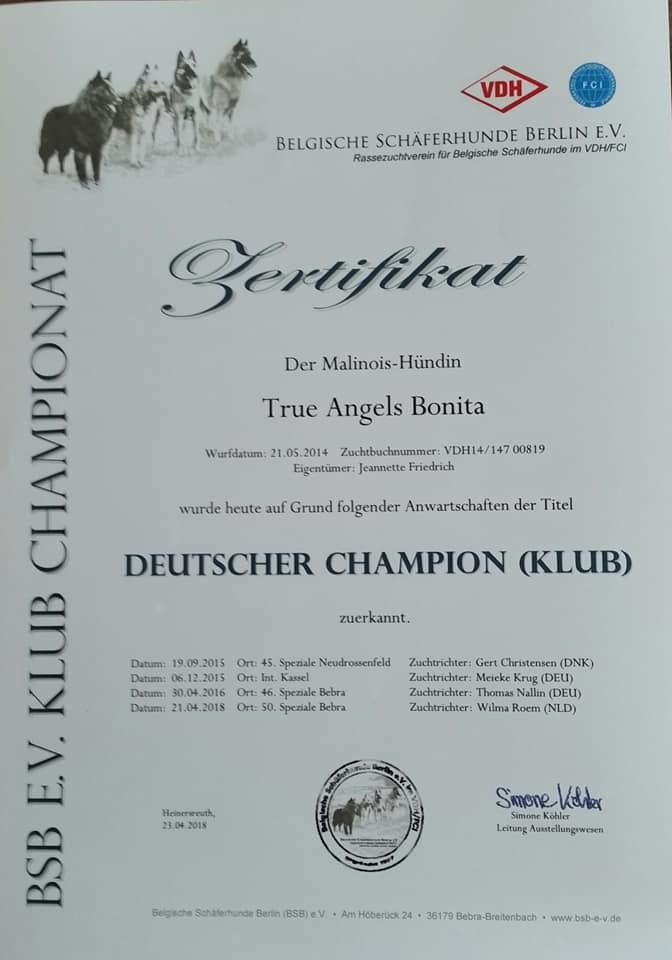 VDH
FCI
BELGISCHE SCHÄFERHUNDE BERLIN E.V.
Rassezuchtverein für Belgische Schäferhunde im VDH/FCI
BSB E.V. KLUB CHAMPIONAT
Zertifikat
Der Malinois-Hündin
True Angels Bonita
Wurfdatum: 21.05.2014 Zuchtbuchnummer: VDH14/147 00819
Eigentümer: Jeannette Friedrich
wurde heute auf Grund folgender Anwartschaften der Titel
DEUTSCHER CHAMPION (KLUB)
zuerkannt.
Datum: 19.09.2015 Ort: 45. Speziale Neudrossenfeld Zuchtrichter: Gert Christensen (DNK)
Datum: 06.12.2015 Ort: Int. Kassel Zuchtrichter: Meieke Krug (DEU)
Datum: 30.04.2016 Ort: 46. Speziale Bebra Zuchtrichter: Thomas Nallin (DEU)
Datum: 21.04.2018 Ort: 50. Speziale Bebra Zuchtrichter: Wilma Roem (NLD)
Heinersreuth,
23.04.2018
Belgische Schäferhunde Berlin e.V. im VDH/FCI
Simone Köhler
Simone Köhler
Leitung Ausstellungswesen
Belgische Schäferhunde Berlin (BSB) e.V. • Am Höberück 24 • 36179 Bebra-Breitenbach • www.bsb-e-v.de